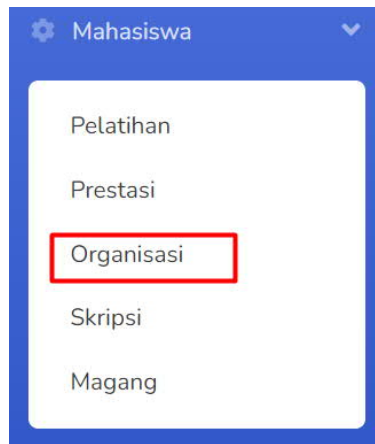 Mahasiswa
Pelatihan
Prestasi
Organisasi
Skripsi
Magang